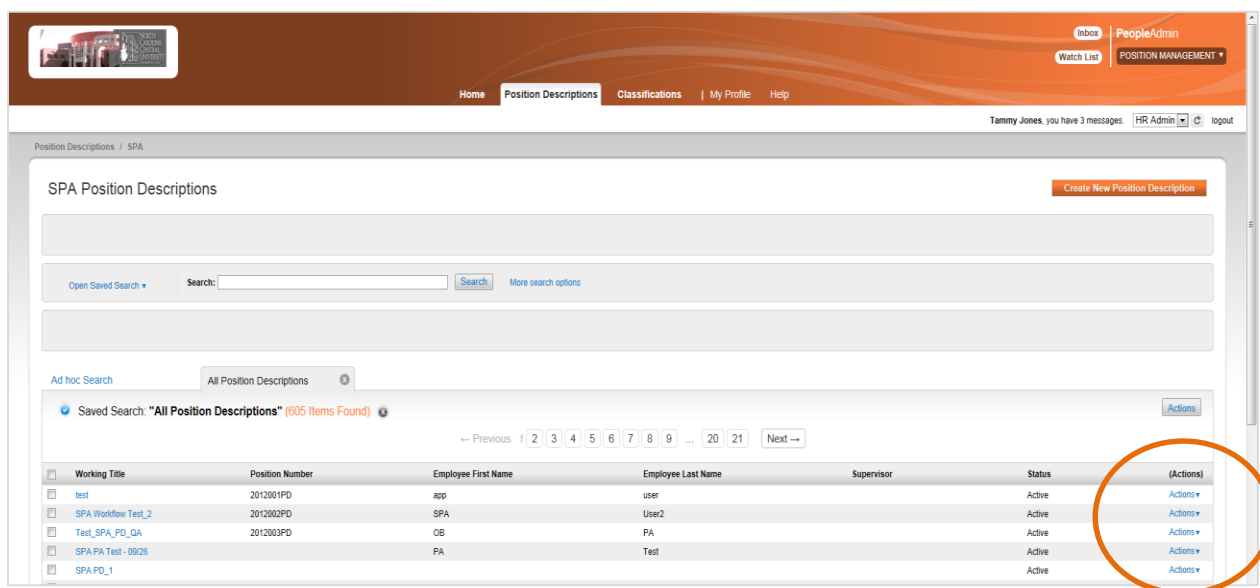 NORTH
CAROLINA
CENTRAL
UNIVERSITY
Inbox PeopleAdmin
Watch List POSITION MANAGEMENT
Home Position Descriptions Classifications | My Profile Help
Tammy Jones, you have 3 messages. HR Admin logout
Position Descriptions / SPA
SPA Position Descriptions Create New Position Description
Open Saved Search Search: Search More search options
Ad hoc Search All Position Descriptions
Saved Search: "All Position Descriptions" (605 Items Found) Actions
← Previous 1 2 3 4 5 6 7 8 9 ... 20 21 Next →
Working Title Position Number Employee First Name Employee Last Name Supervisor Status (Actions)
test 2012001PD app user Active Actions
SPA Workflow Test_2 2012002PD SPA User2 Active Actions
Test_SPA_PD_QA 2012003PD OB PA Active Actions
SPA PA Test - 09/26 PA Test Active Actions
SPA PD_1 Active Actions